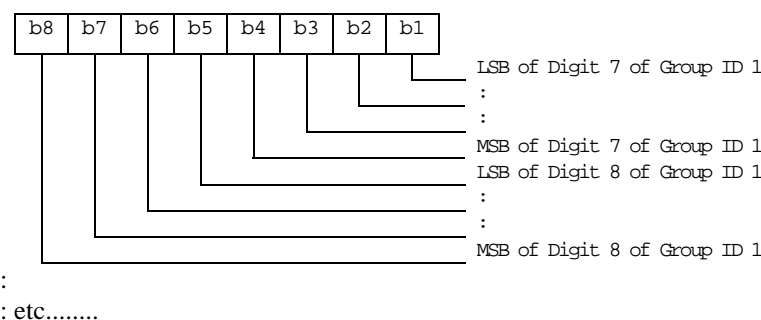 b8 b7 b6 b5 b4 b3 b2 b1
LSB of Digit 7 of Group ID 1
:
:
MSB of Digit 7 of Group ID 1
LSB of Digit 8 of Group ID 1
:
:
MSB of Digit 8 of Group ID 1
:
: etc........